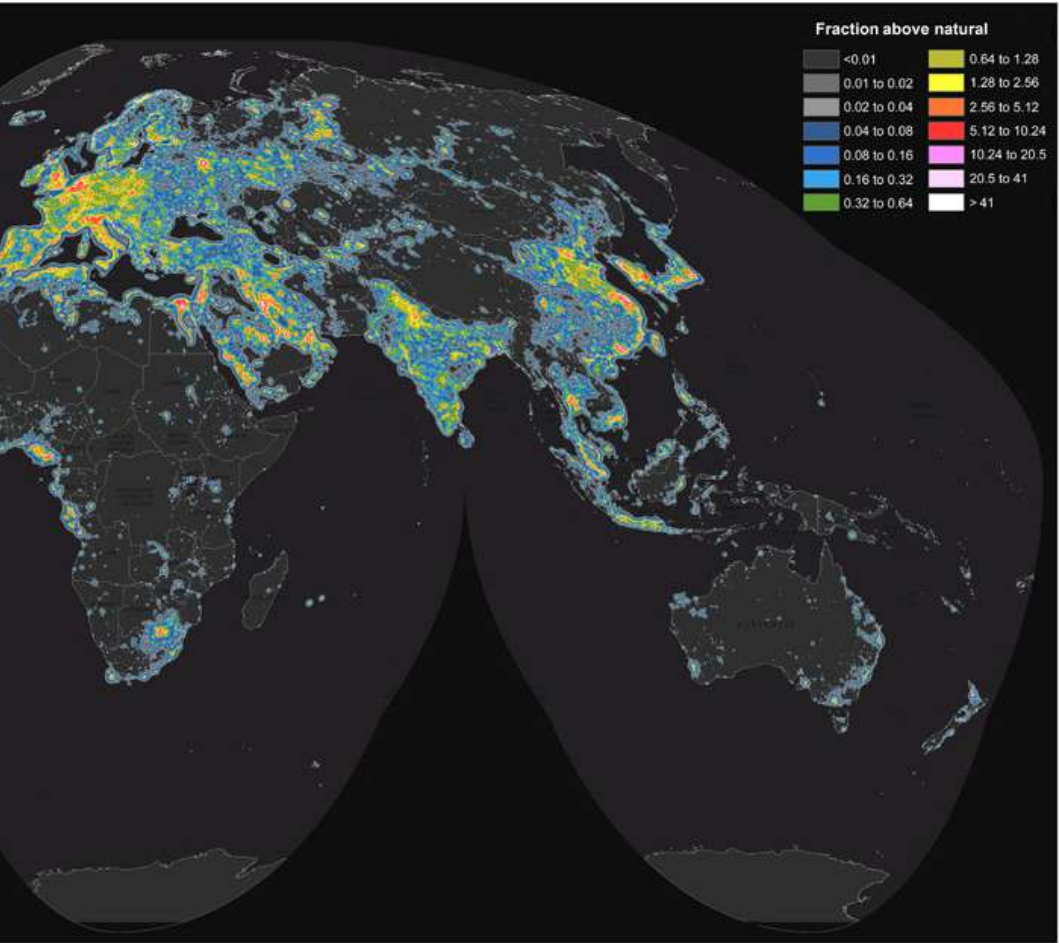 Fraction above natural
<0.01
0.01 to 0.02
0.02 to 0.04
0.04 to 0.08
0.08 to 0.16
0.16 to 0.32
0.32 to 0.64
0.64 to 1.28
1.28 to 2.56
2.56 to 5.12
5.12 to 10.24
10.24 to 20.5
20.5 to 41
> 41